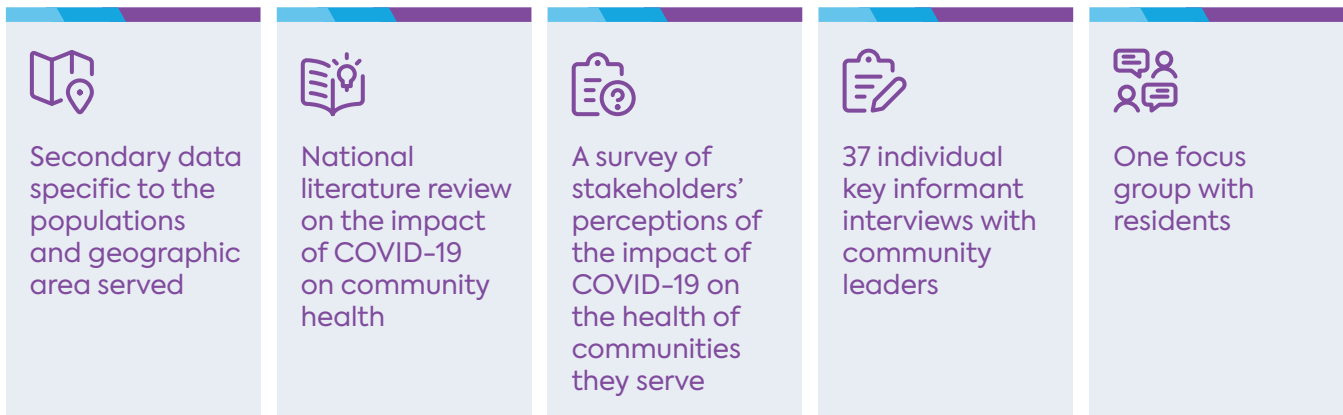 Secondary data
specific to the
populations
and geographic
area served
National
literature review
on the impact
of COVID-19
on community
health
A survey of
stakeholders’
perceptions of
the impact of
COVID-19 on
the health of
communities
they serve
37 individual
key informant
interviews with
community
leaders
One focus
group with
residents